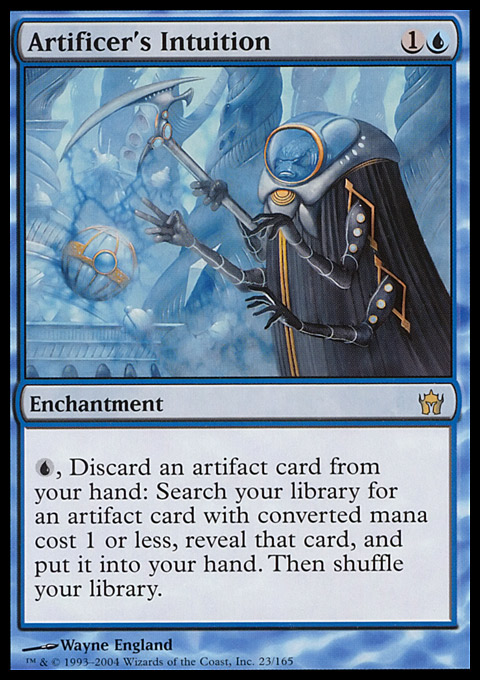 Artificer's Intuition 1
Enchantment
, Discard an artifact card from
your hand: Search your library for
an artifact card with converted mana
cost 1 or less, reveal that card, and
put it into your hand. Then shuffle
your library.
Wayne England
™ & © 1993–2004 Wizards of the Coast, Inc. 23/165